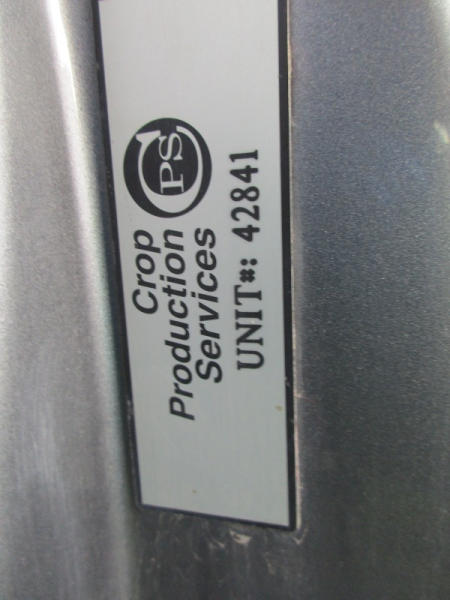 CPS
Crop
Production
Services
UNIT#: 42841